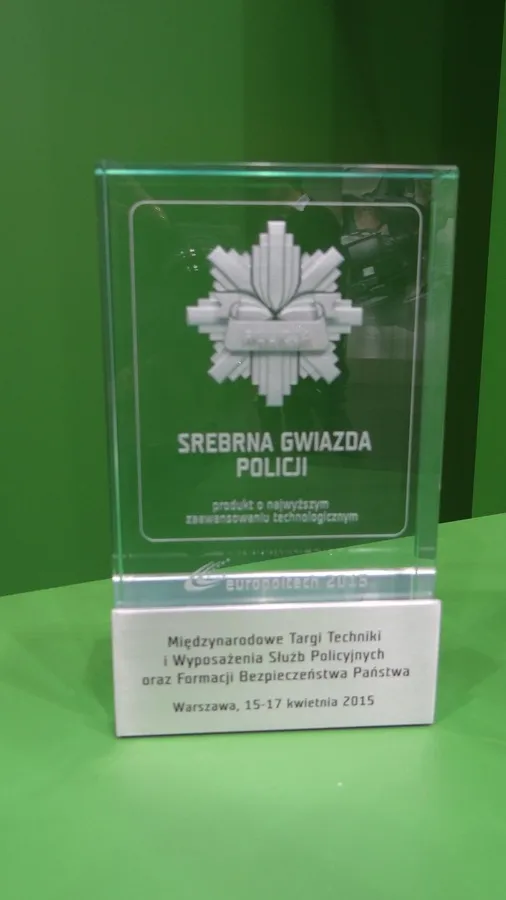 SREBRNA GWIAZDA
POLICJI
produkt o najwyższym
zaawansowaniu technologicznym
europoltech 2015
Międzynarodowe Targi Techniki
i Wyposażenia Służb Policyjnych
oraz Formacji Bezpieczeństwa Państwa
Warszawa, 15-17 kwietnia 2015